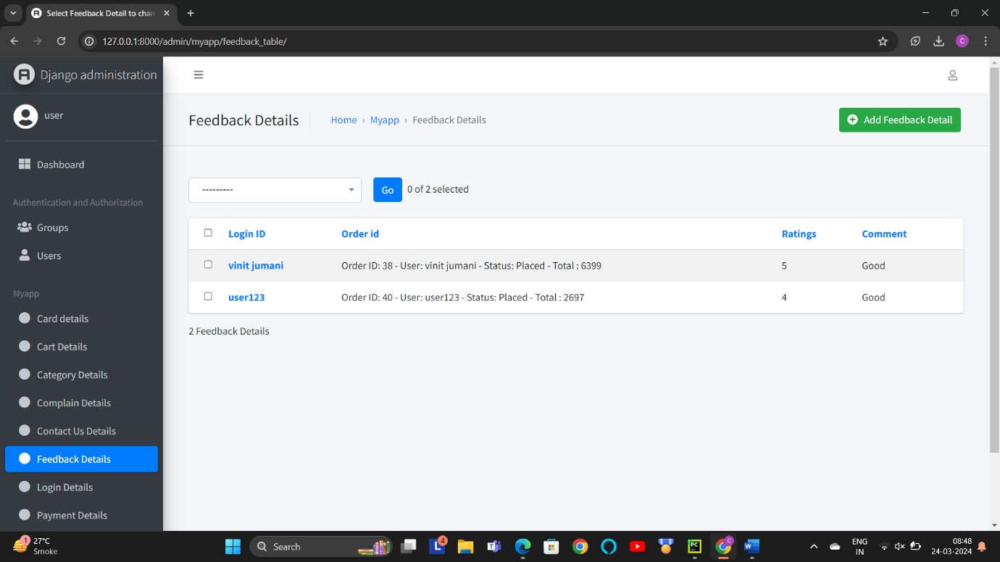 Select Feedback Detail to chan
127.0.0.1:8000/admin/myapp/feedback_table/
C
Django administration
user
Feedback Details
Home › Myapp › Feedback Details
Add Feedback Detail
Dashboard
---------
Go
0 of 2 selected
Authentication and Authorization
Groups
Users
Login ID Order id Ratings Comment
vinit jumani Order ID: 38 - User: vinit jumani - Status: Placed - Total : 6399 5 Good
user123 Order ID: 40 - User: user123 - Status: Placed - Total : 2697 4 Good
2 Feedback Details
Myapp
Card details
Cart Details
Category Details
Complain Details
Contact Us Details
Feedback Details
Login Details
Payment Details
1
27°C
Smoke
Search
L
4
PC
C
W
ENG
IN
08:48
24-03-2024